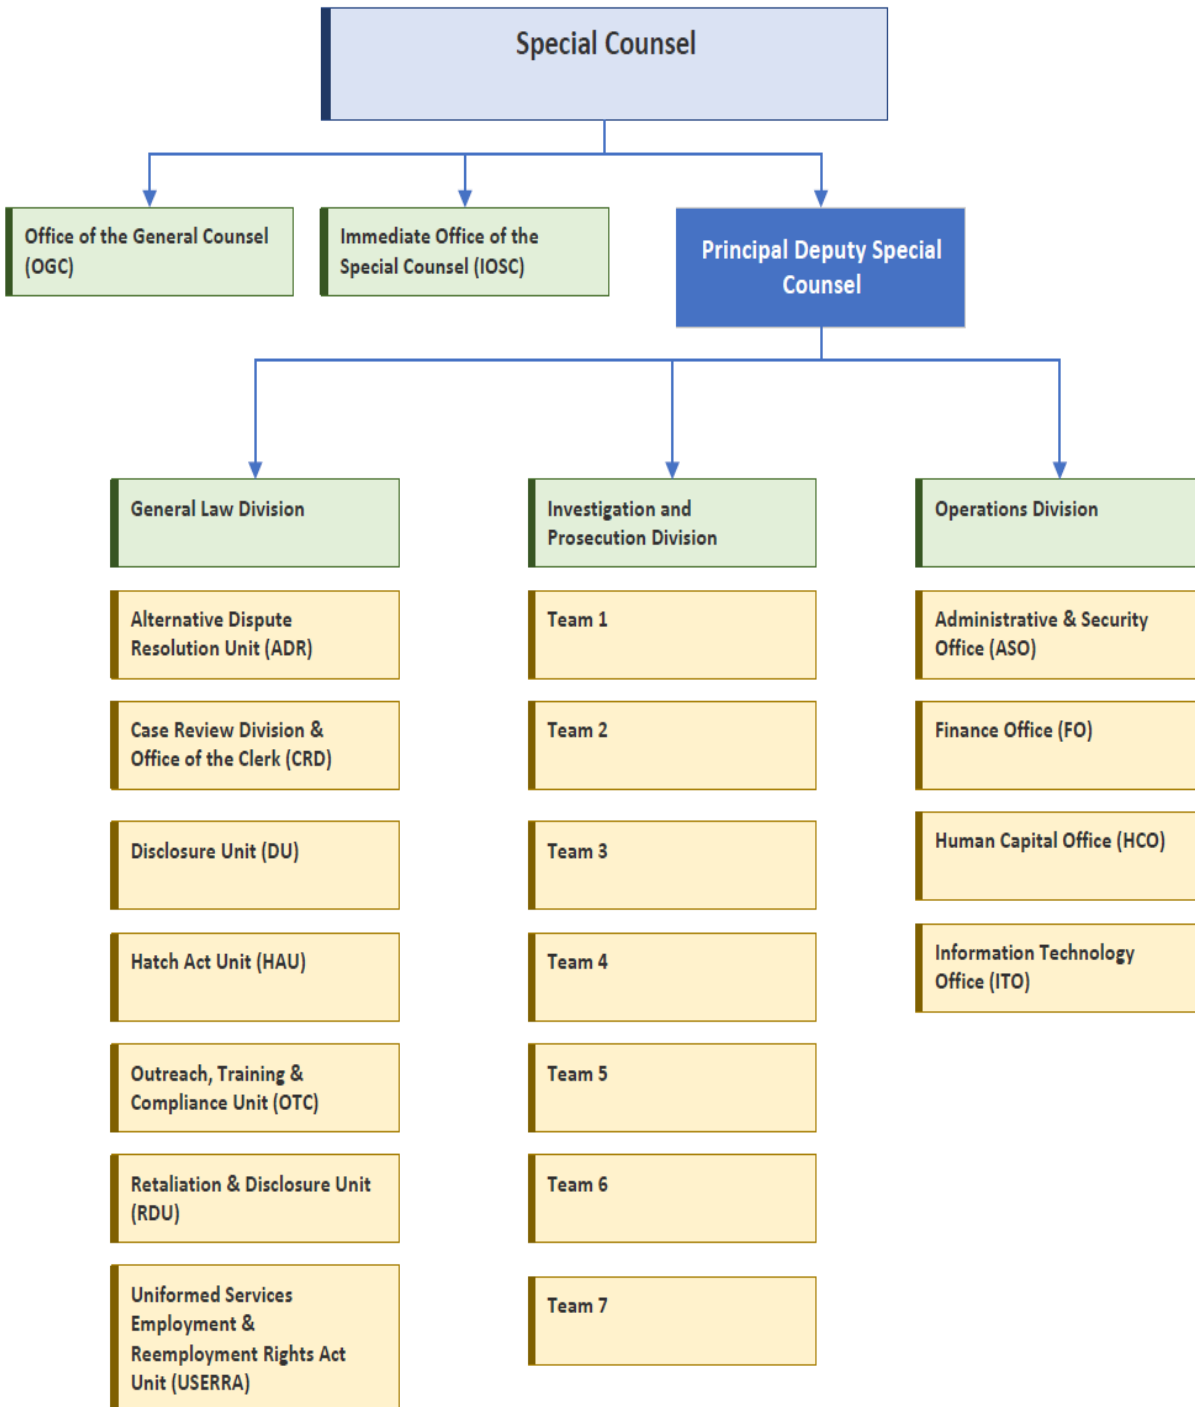 Special Counsel
Office of the General Counsel
(OGC)
Immediate Office of the
Special Counsel (IOSC)
Principal Deputy Special
Counsel
General Law Division
Investigation and
Prosecution Division
Operations Division
Alternative Dispute
Resolution Unit (ADR)
Team 1
Administrative & Security
Office (ASO)
Case Review Division &
Office of the Clerk (CRD)
Team 2
Finance Office (FO)
Disclosure Unit (DU)
Team 3
Human Capital Office (HCO)
Hatch Act Unit (HAU)
Team 4
Information Technology
Office (ITO)
Outreach, Training &
Compliance Unit (OTC)
Team 5
Retaliation & Disclosure Unit
(RDU)
Team 6
Uniformed Services
Employment &
Reemployment Rights Act
Unit (USERRA)
Team 7